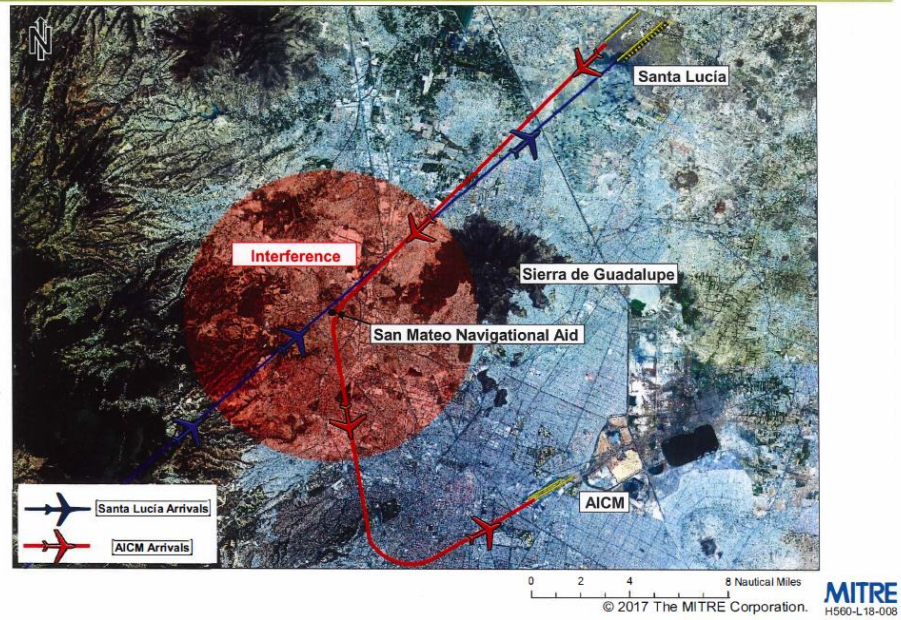 N
Santa Lucía
Interference
Sierra de Guadalupe
San Mateo Navigational Aid
AICM
Santa Lucía Arrivals
AICM Arrivals
0 2 4 8 Nautical Miles
© 2017 The MITRE Corporation.
MITRE
H560-L18-008